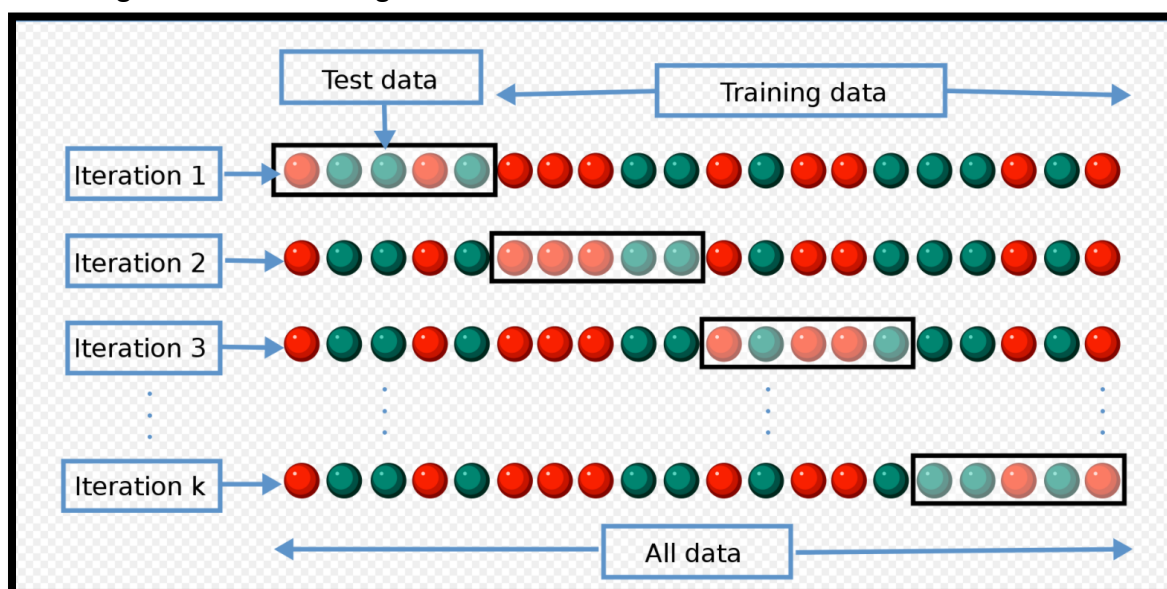 Test data
Training data
Iteration 1
Iteration 2
Iteration 3
Iteration k
All data